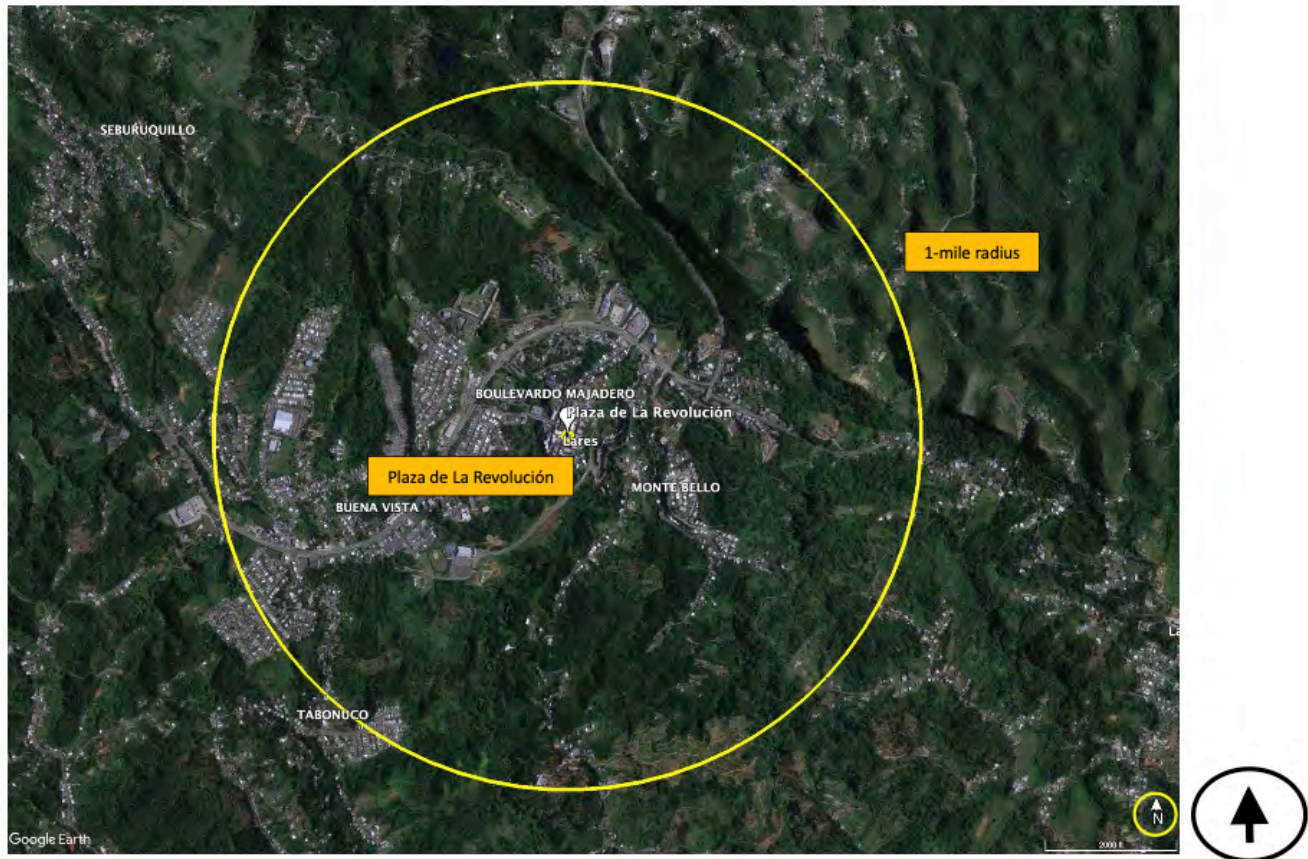 SEBURUQUILLO
1-mile radius
BOULEVARDO MAJADERO
Plaza de La Revolución
Lares
Plaza de La Revolución
MONTE BELLO
BUENA VISTA
La
TABONUCO
N
Google Earth
2000 ft